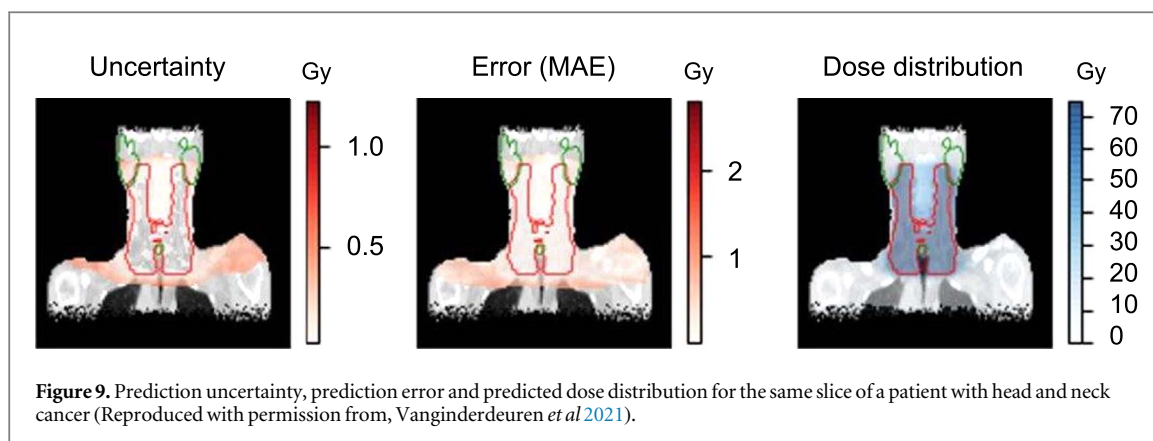 Uncertainty
Gy
1.0
0.5
Error (MAE)
Gy
2
1
Dose distribution
Gy
70
60
50
40
30
20
10
0
Figure 9. Prediction uncertainty, prediction error and predicted dose distribution for the same slice of a patient with head and neck
cancer (Reproduced with permission from, Vanginderdeuren et al 2021).